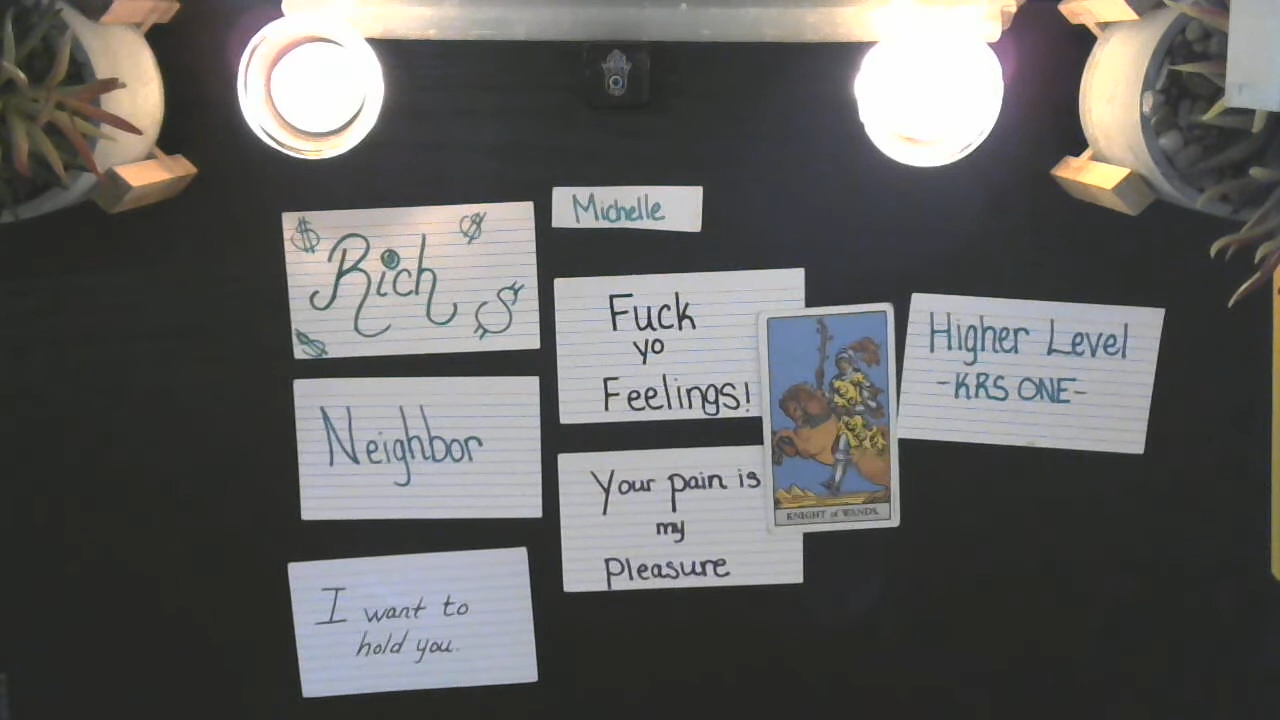 Michelle
Rich
Neighbor
I want to
hold you.
Fuck
yo
Feelings!
Your pain is
my
pleasure
KNIGHT of WANDS.
Higher Level
-KRS ONE-